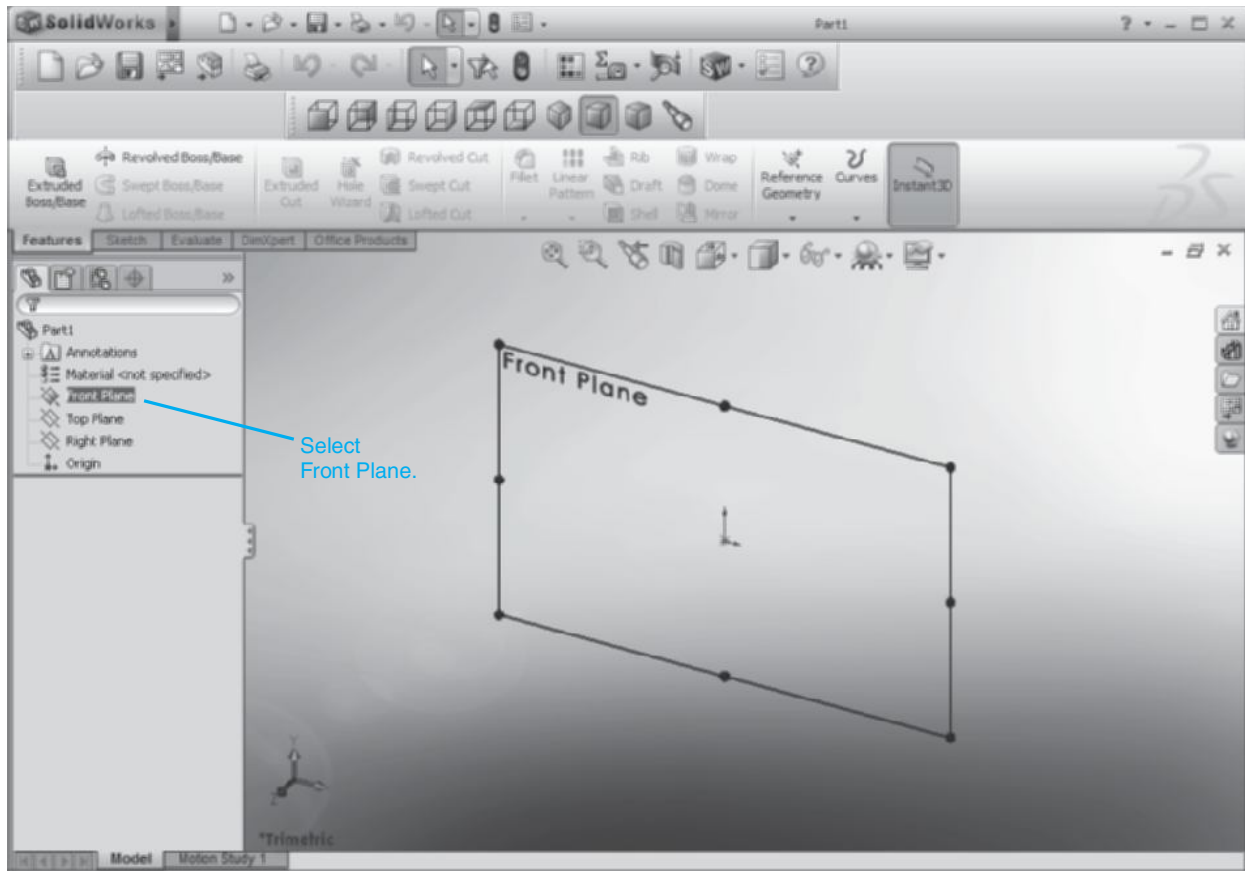 SolidWorks
Part1
Extruded Boss/Base
Revolved Boss/Base
Swept Boss/Base
Lofted Boss/Base
Extruded Cut
Hole Wizard
Revolved Cut
Swept Cut
Lofted Cut
Fillet
Linear Pattern
Rib
Draft
Shell
Wrap
Dome
Mirror
Reference Geometry
Curves
Instant3D
Features
Sketch
Evaluate
DimXpert
Office Products
Part1
Annotations
Material <not specified>
Front Plane
Top Plane
Right Plane
Origin
Select
Front Plane.
Front Plane
Y
Z
*Trimetric
Model
Motion Study 1